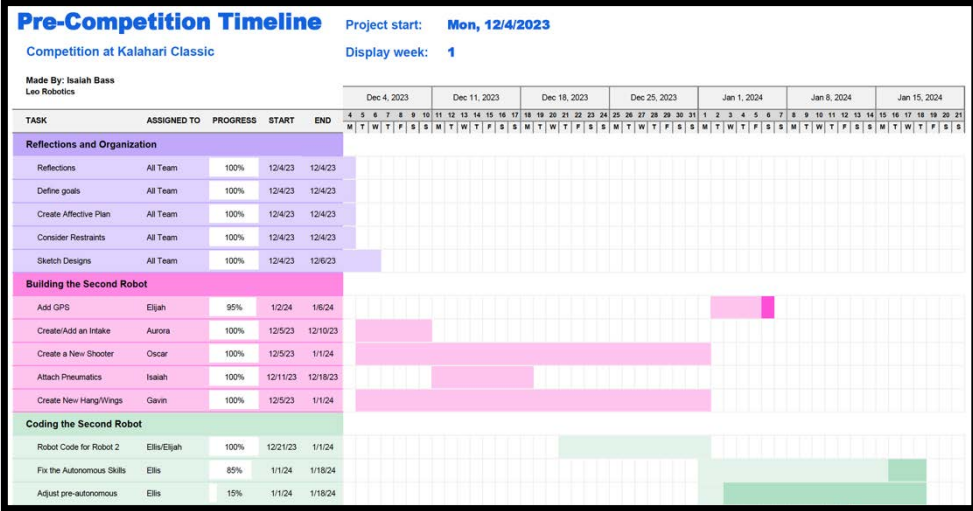 Pre-Competition Timeline Project start: Mon, 12/4/2023
Competition at Kalahari Classic Display week: 1
Made By: Isaiah Bass
Leo Robotics
Dec 4, 2023 Dec 11, 2023 Dec 18, 2023 Dec 25, 2023 Jan 1, 2024 Jan 8, 2024 Jan 15, 2024
4 5 6 7 8 9 10 11 12 13 14 15 16 17 18 19 20 21 22 23 24 25 26 27 28 29 30 31 1 2 3 4 5 6 7 8 9 10 11 12 13 14 15 16 17 18 19 20 21
TASK ASSIGNED TO PROGRESS START END M T W T F S S M T W T F S S M T W T F S S M T W T F S S M T W T F S S M T W T F S S M T W T F S S
Reflections and Organization
Reflections All Team 100% 12/4/23 12/4/23
Define goals All Team 100% 12/4/23 12/4/23
Create Affective Plan All Team 100% 12/4/23 12/4/23
Consider Restraints All Team 100% 12/4/23 12/4/23
Sketch Designs All Team 100% 12/4/23 12/6/23
Building the Second Robot
Add GPS Elijah 95% 1/2/24 1/6/24
Create/Add an Intake Aurora 100% 12/5/23 12/10/23
Create a New Shooter Oscar 100% 12/5/23 1/1/24
Attach Pneumatics Isaiah 100% 12/11/23 12/18/23
Create New Hang/Wings Gavin 100% 12/5/23 1/1/24
Coding the Second Robot
Robot Code for Robot 2 Ellis/Elijah 100% 12/21/23 1/1/24
Fix the Autonomous Skills Ellis 85% 1/1/24 1/18/24
Adjust pre-autonomous Ellis 15% 1/1/24 1/18/24